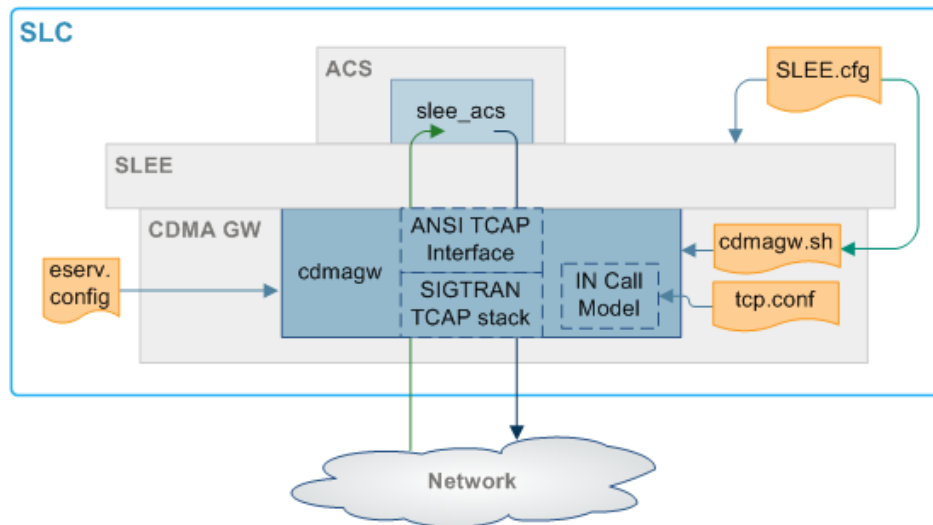 SLC
ACS
SLEE.cfg
slee_acs
SLEE
CDMA GW
ANSI TCAP
Interface
cdmagw.sh
eserv.
config
cdmagw
SIGTRAN
TCAP stack
IN Call
Model
tcp.conf
Network